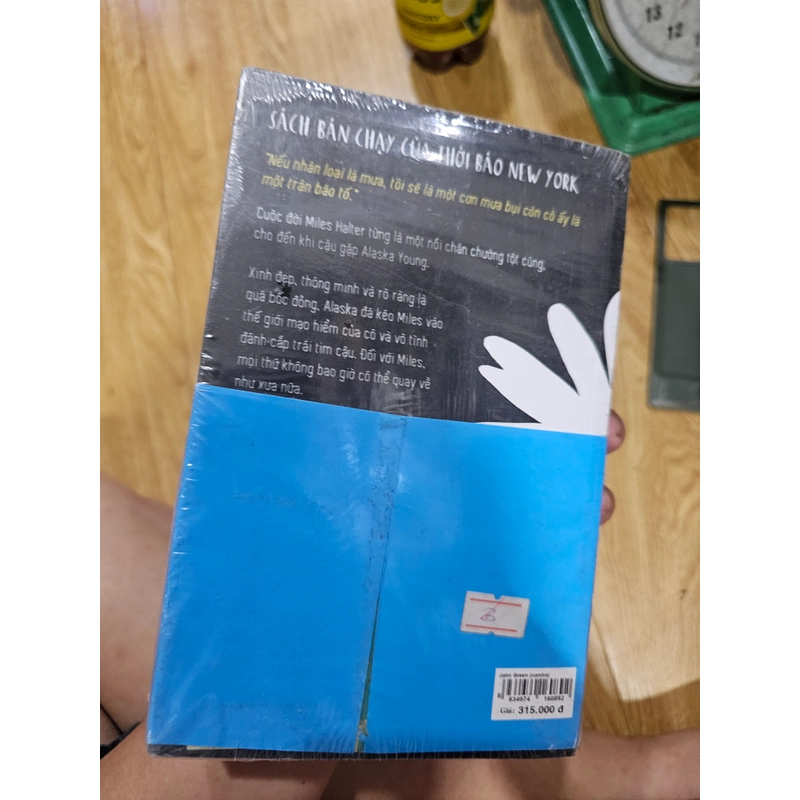 SÁCH BÁN CHẠY CỦA THỜI BÁO NEW YORK
"Nếu nhân loại là mưa, tôi sẽ là một cơn mưa bụi còn cô ấy là
một trận bão tố."
Cuộc đời Miles Halter từng là một nỗi chán chường tột cùng,
cho đến khi cậu gặp Alaska Young.
Xinh đẹp, thông minh và rõ ràng là
quá bốc đồng, Alaska đã kéo Miles vào
thế giới mạo hiểm của cô và vô tình
đánh cắp trái tim cậu. Đối với Miles,
mọi thứ không bao giờ có thể quay về
như xưa nữa.
John Green (combo)
8 934974 160892
Giá: 315.000 đ
13
12